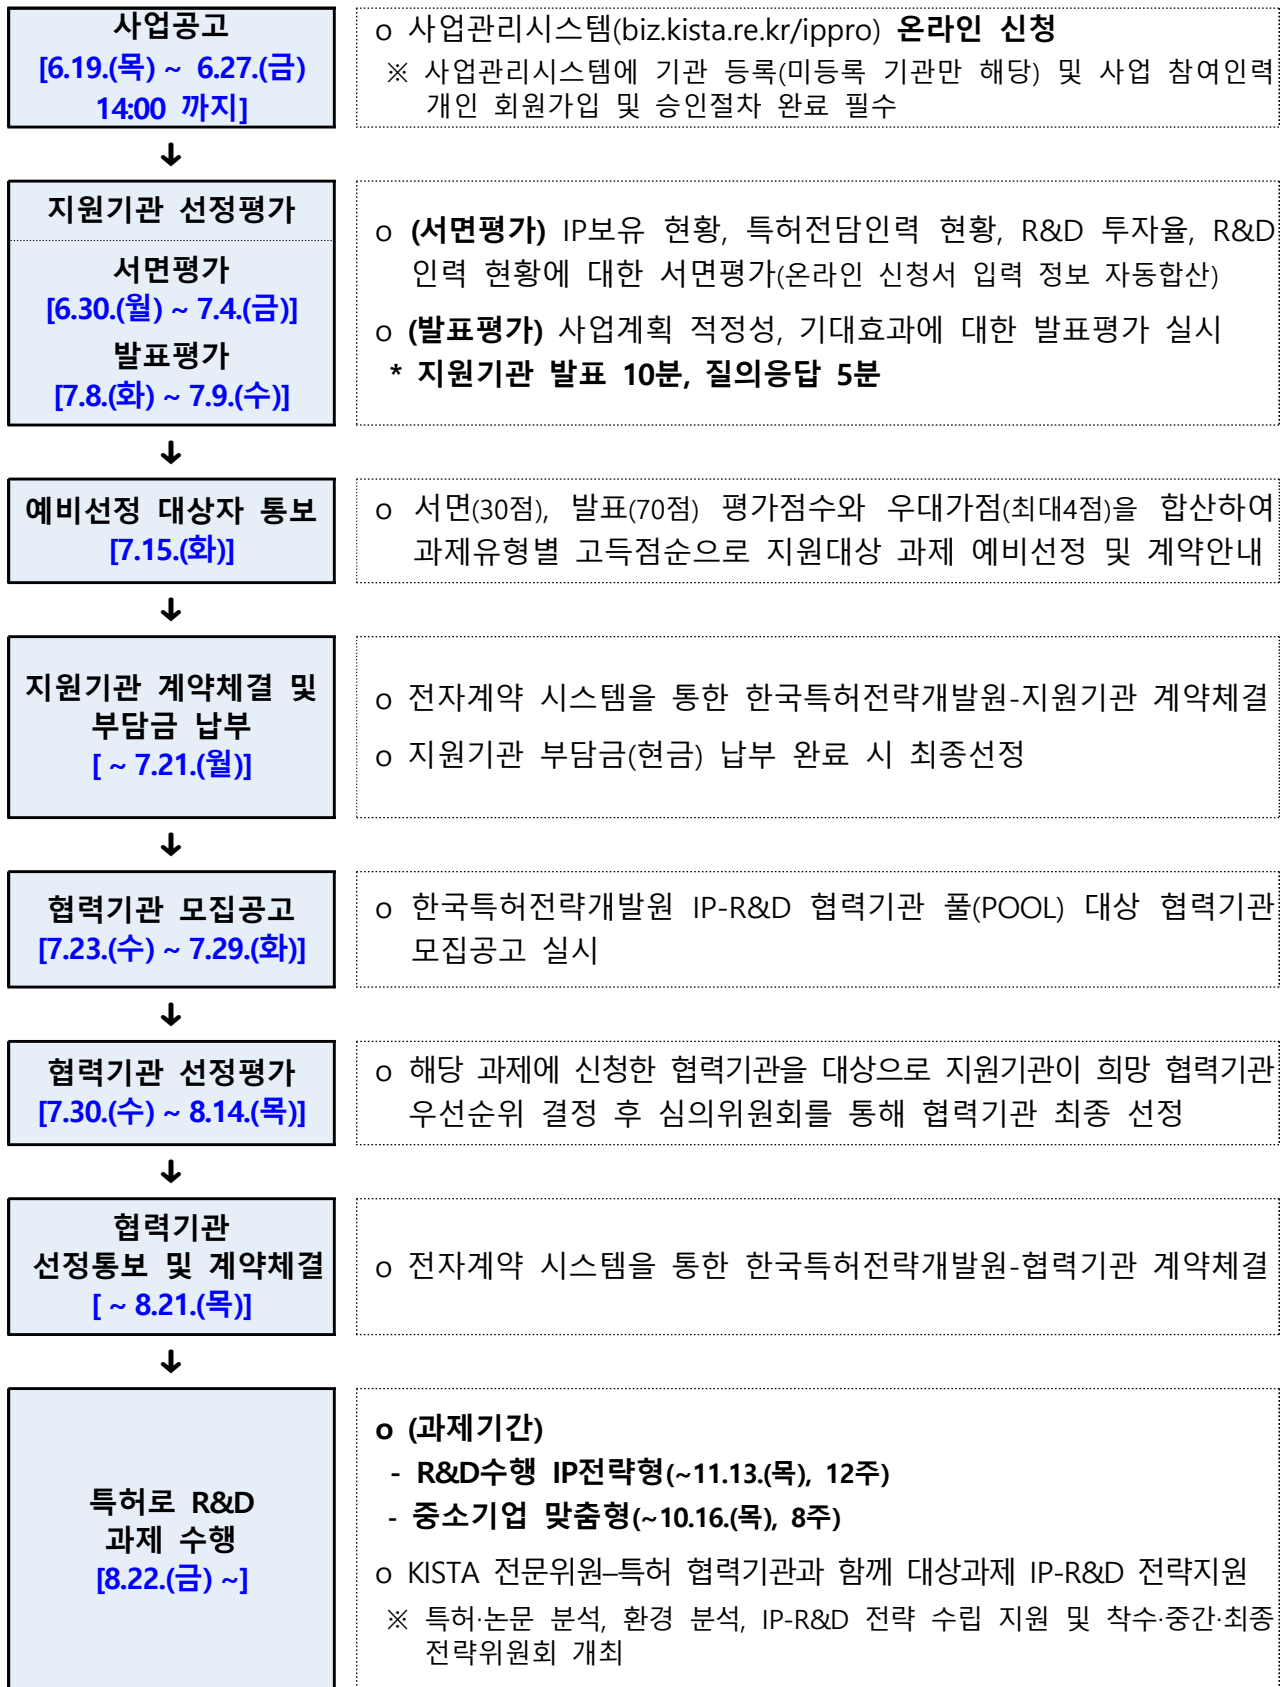 사업공고
[6.19.(목) ~ 6.27.(금)
14:00 까지]
o 사업관리시스템(biz.kista.re.kr/ippro) 온라인 신청
※ 사업관리시스템에 기관 등록(미등록 기관만 해당) 및 사업 참여인력
개인 회원가입 및 승인절차 완료 필수
↓
지원기관 선정평가
서면평가
[6.30.(월) ~ 7.4.(금)]
발표평가
[7.8.(화) ~ 7.9.(수)]
o (서면평가) IP보유 현황, 특허전담인력 현황, R&D 투자율, R&D
인력 현황에 대한 서면평가(온라인 신청서 입력 정보 자동합산)
o (발표평가) 사업계획 적정성, 기대효과에 대한 발표평가 실시
* 지원기관 발표 10분, 질의응답 5분
↓
예비선정 대상자 통보
[7.15.(화)]
o 서면(30점), 발표(70점) 평가점수와 우대가점(최대4점)을 합산하여
과제유형별 고득점순으로 지원대상 과제 예비선정 및 계약안내
↓
지원기관 계약체결 및
부담금 납부
[ ~ 7.21.(월)]
o 전자계약 시스템을 통한 한국특허전략개발원-지원기관 계약체결
o 지원기관 부담금(현금) 납부 완료 시 최종선정
↓
협력기관 모집공고
[7.23.(수) ~ 7.29.(화)]
o 한국특허전략개발원 IP-R&D 협력기관 풀(POOL) 대상 협력기관
모집공고 실시
↓
협력기관 선정평가
[7.30.(수) ~ 8.14.(목)]
o 해당 과제에 신청한 협력기관을 대상으로 지원기관이 희망 협력기관
우선순위 결정 후 심의위원회를 통해 협력기관 최종 선정
↓
협력기관
선정통보 및 계약체결
[ ~ 8.21.(목)]
o 전자계약 시스템을 통한 한국특허전략개발원-협력기관 계약체결
↓
특허로 R&D
과제 수행
[8.22.(금) ~]
o (과제기간)
- R&D수행 IP전략형(~11.13.(목), 12주)
- 중소기업 맞춤형(~10.16.(목), 8주)
o KISTA 전문위원–특허 협력기관과 함께 대상과제 IP-R&D 전략지원
※ 특허·논문 분석, 환경 분석, IP-R&D 전략 수립 지원 및 착수·중간·최종
전략위원회 개최